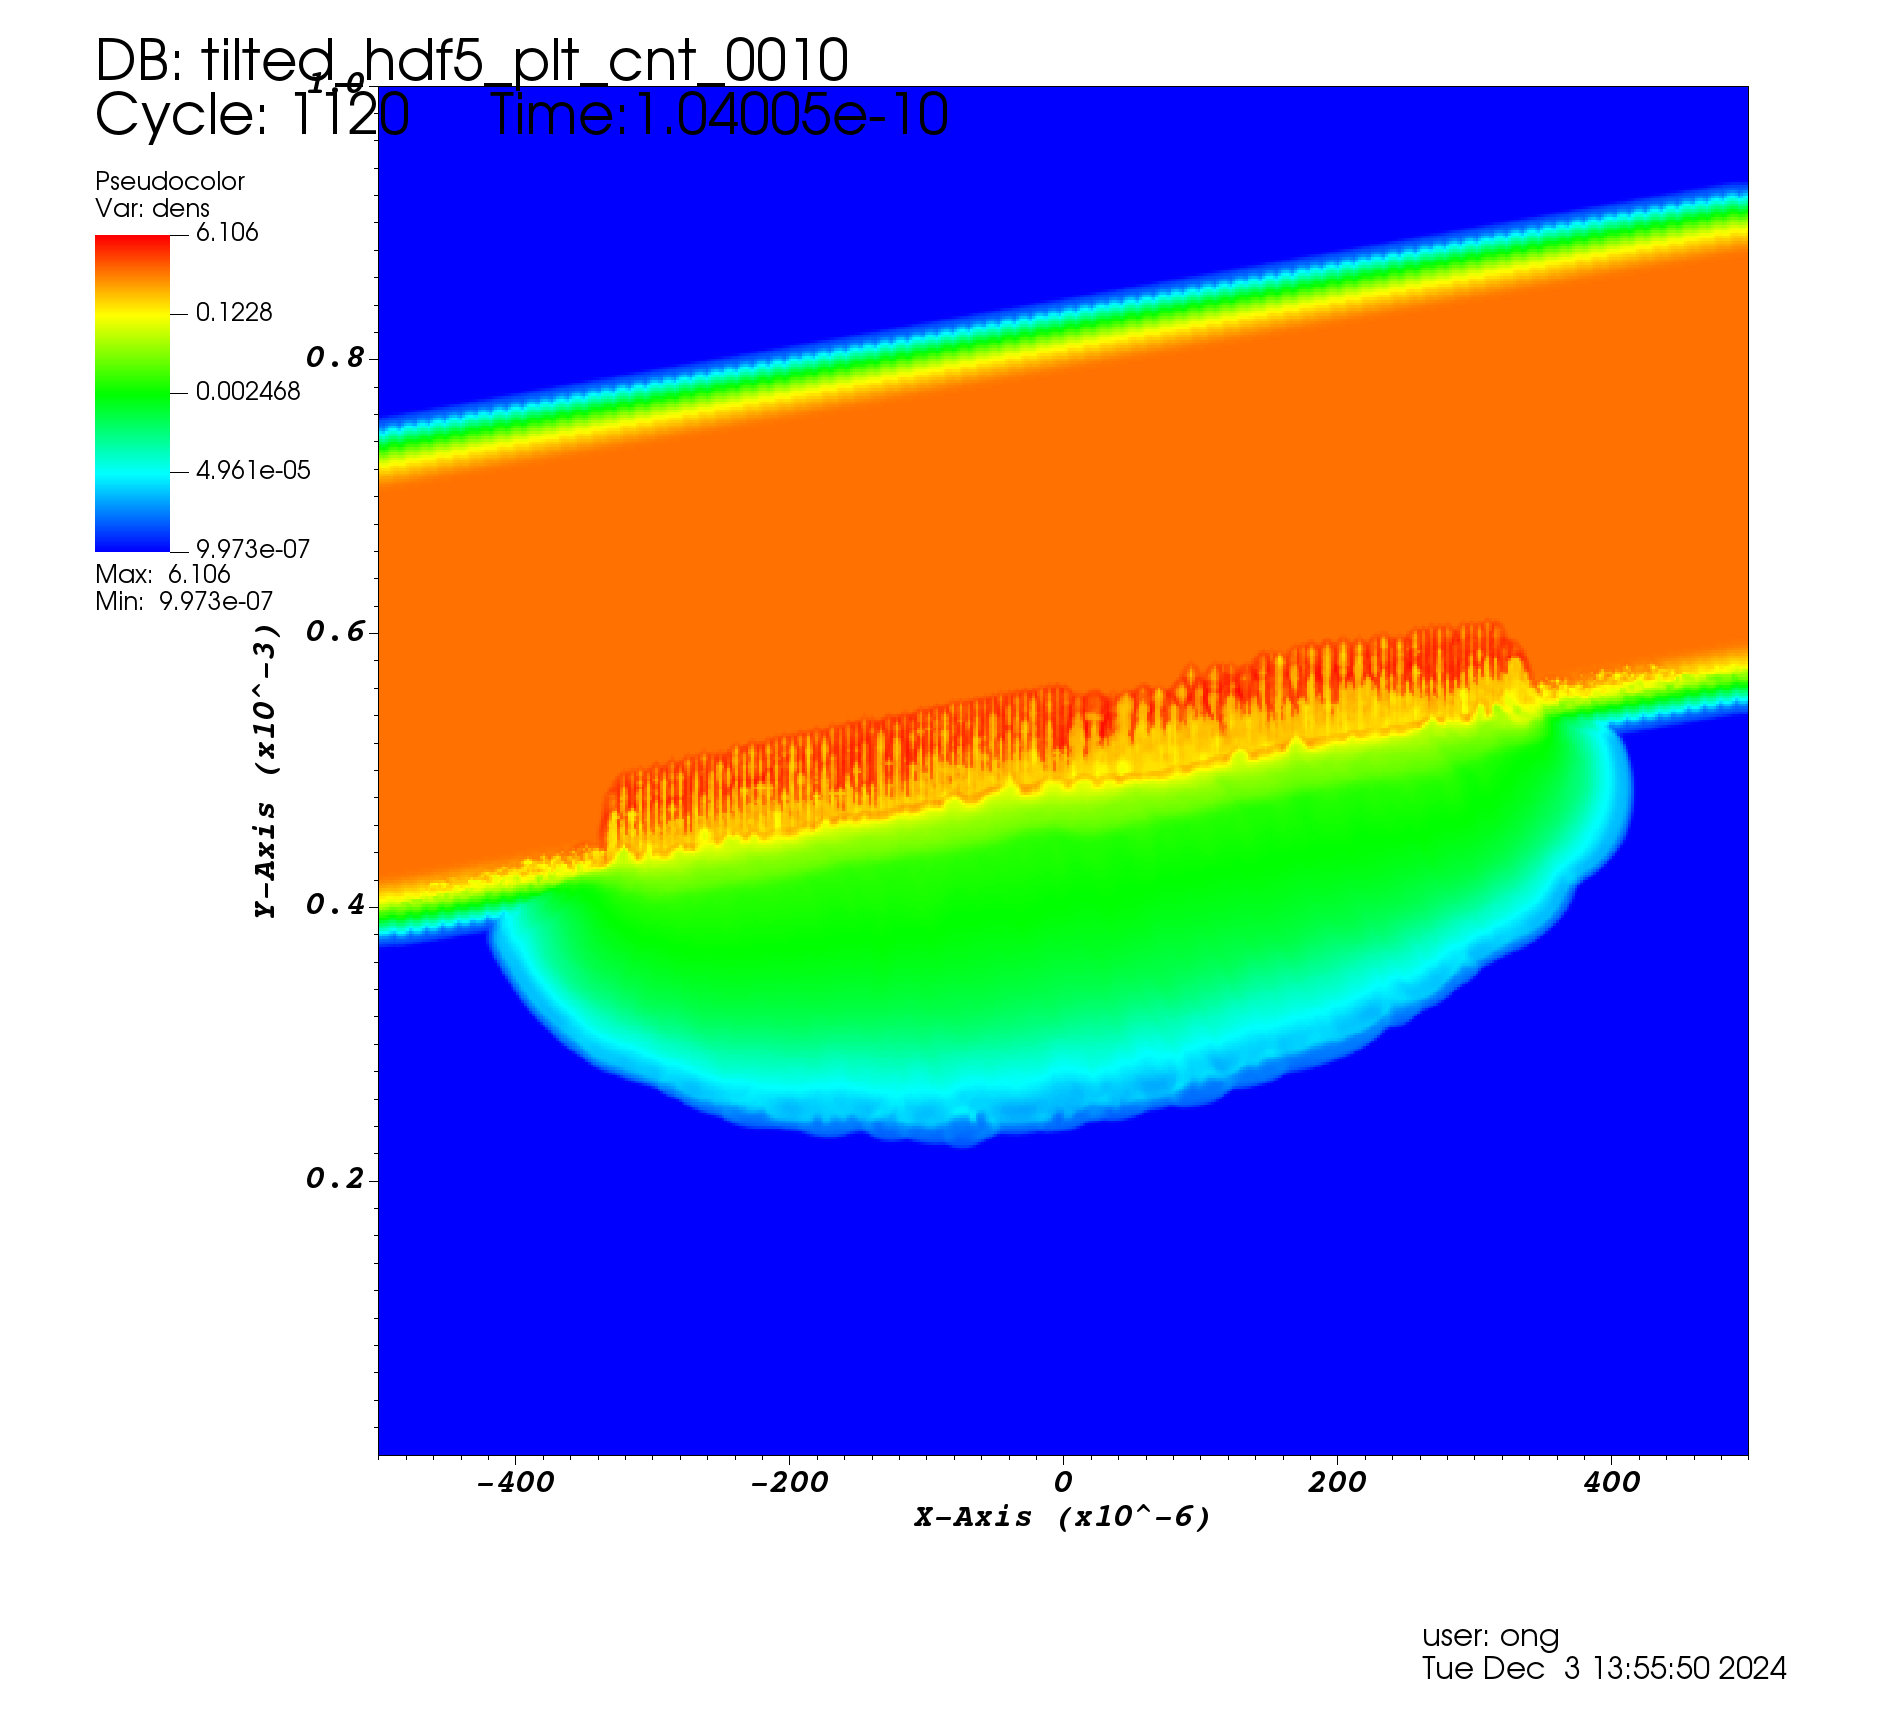 DB: tilted_hdf5_plt_cnt_0010
Cycle: 1120 Time:1.04005e-10
Pseudocolor
Var: dens
6.106
0.1228
0.002468
4.961e-05
9.973e-07
Max: 6.106
Min: 9.973e-07
1.0
0.8
0.6
0.4
0.2
Y-Axis (x10^-3)
-400 -200 0 200 400
X-Axis (x10^-6)
user: ong
Tue Dec 3 13:55:50 2024